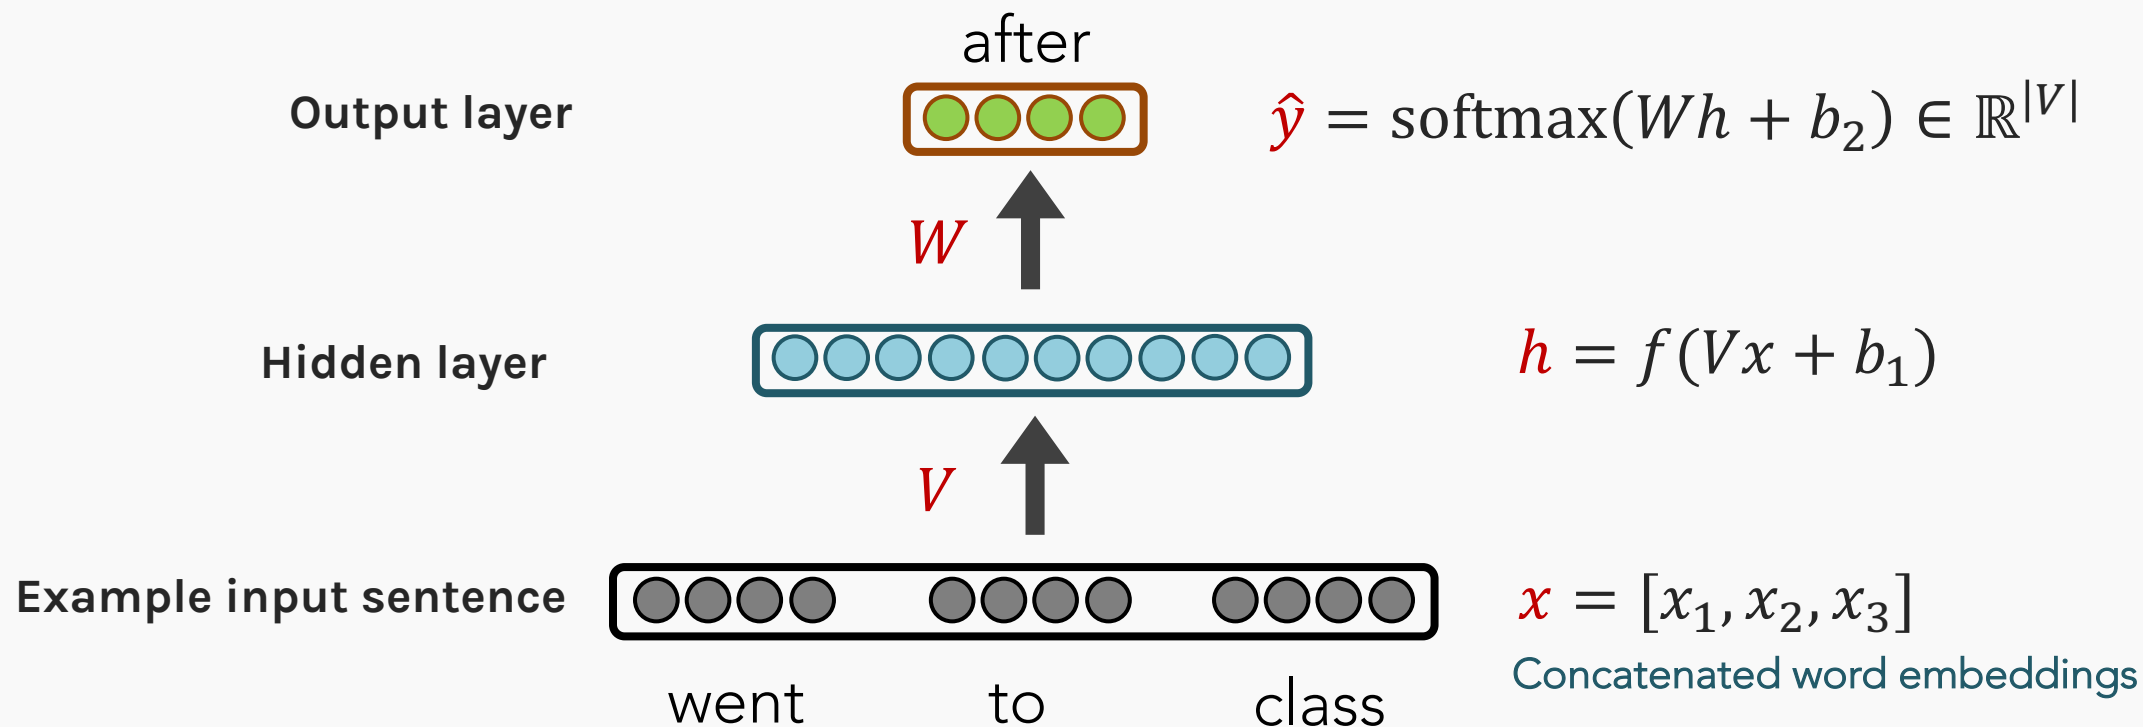 after
Output layer
ŷ = softmax(Wh + b₂) ∈ ℝ^|V|
W
Hidden layer
h = f(Vx + b₁)
V
Example input sentence
x = [x₁, x₂, x₃]
Concatenated word embeddings
went to class